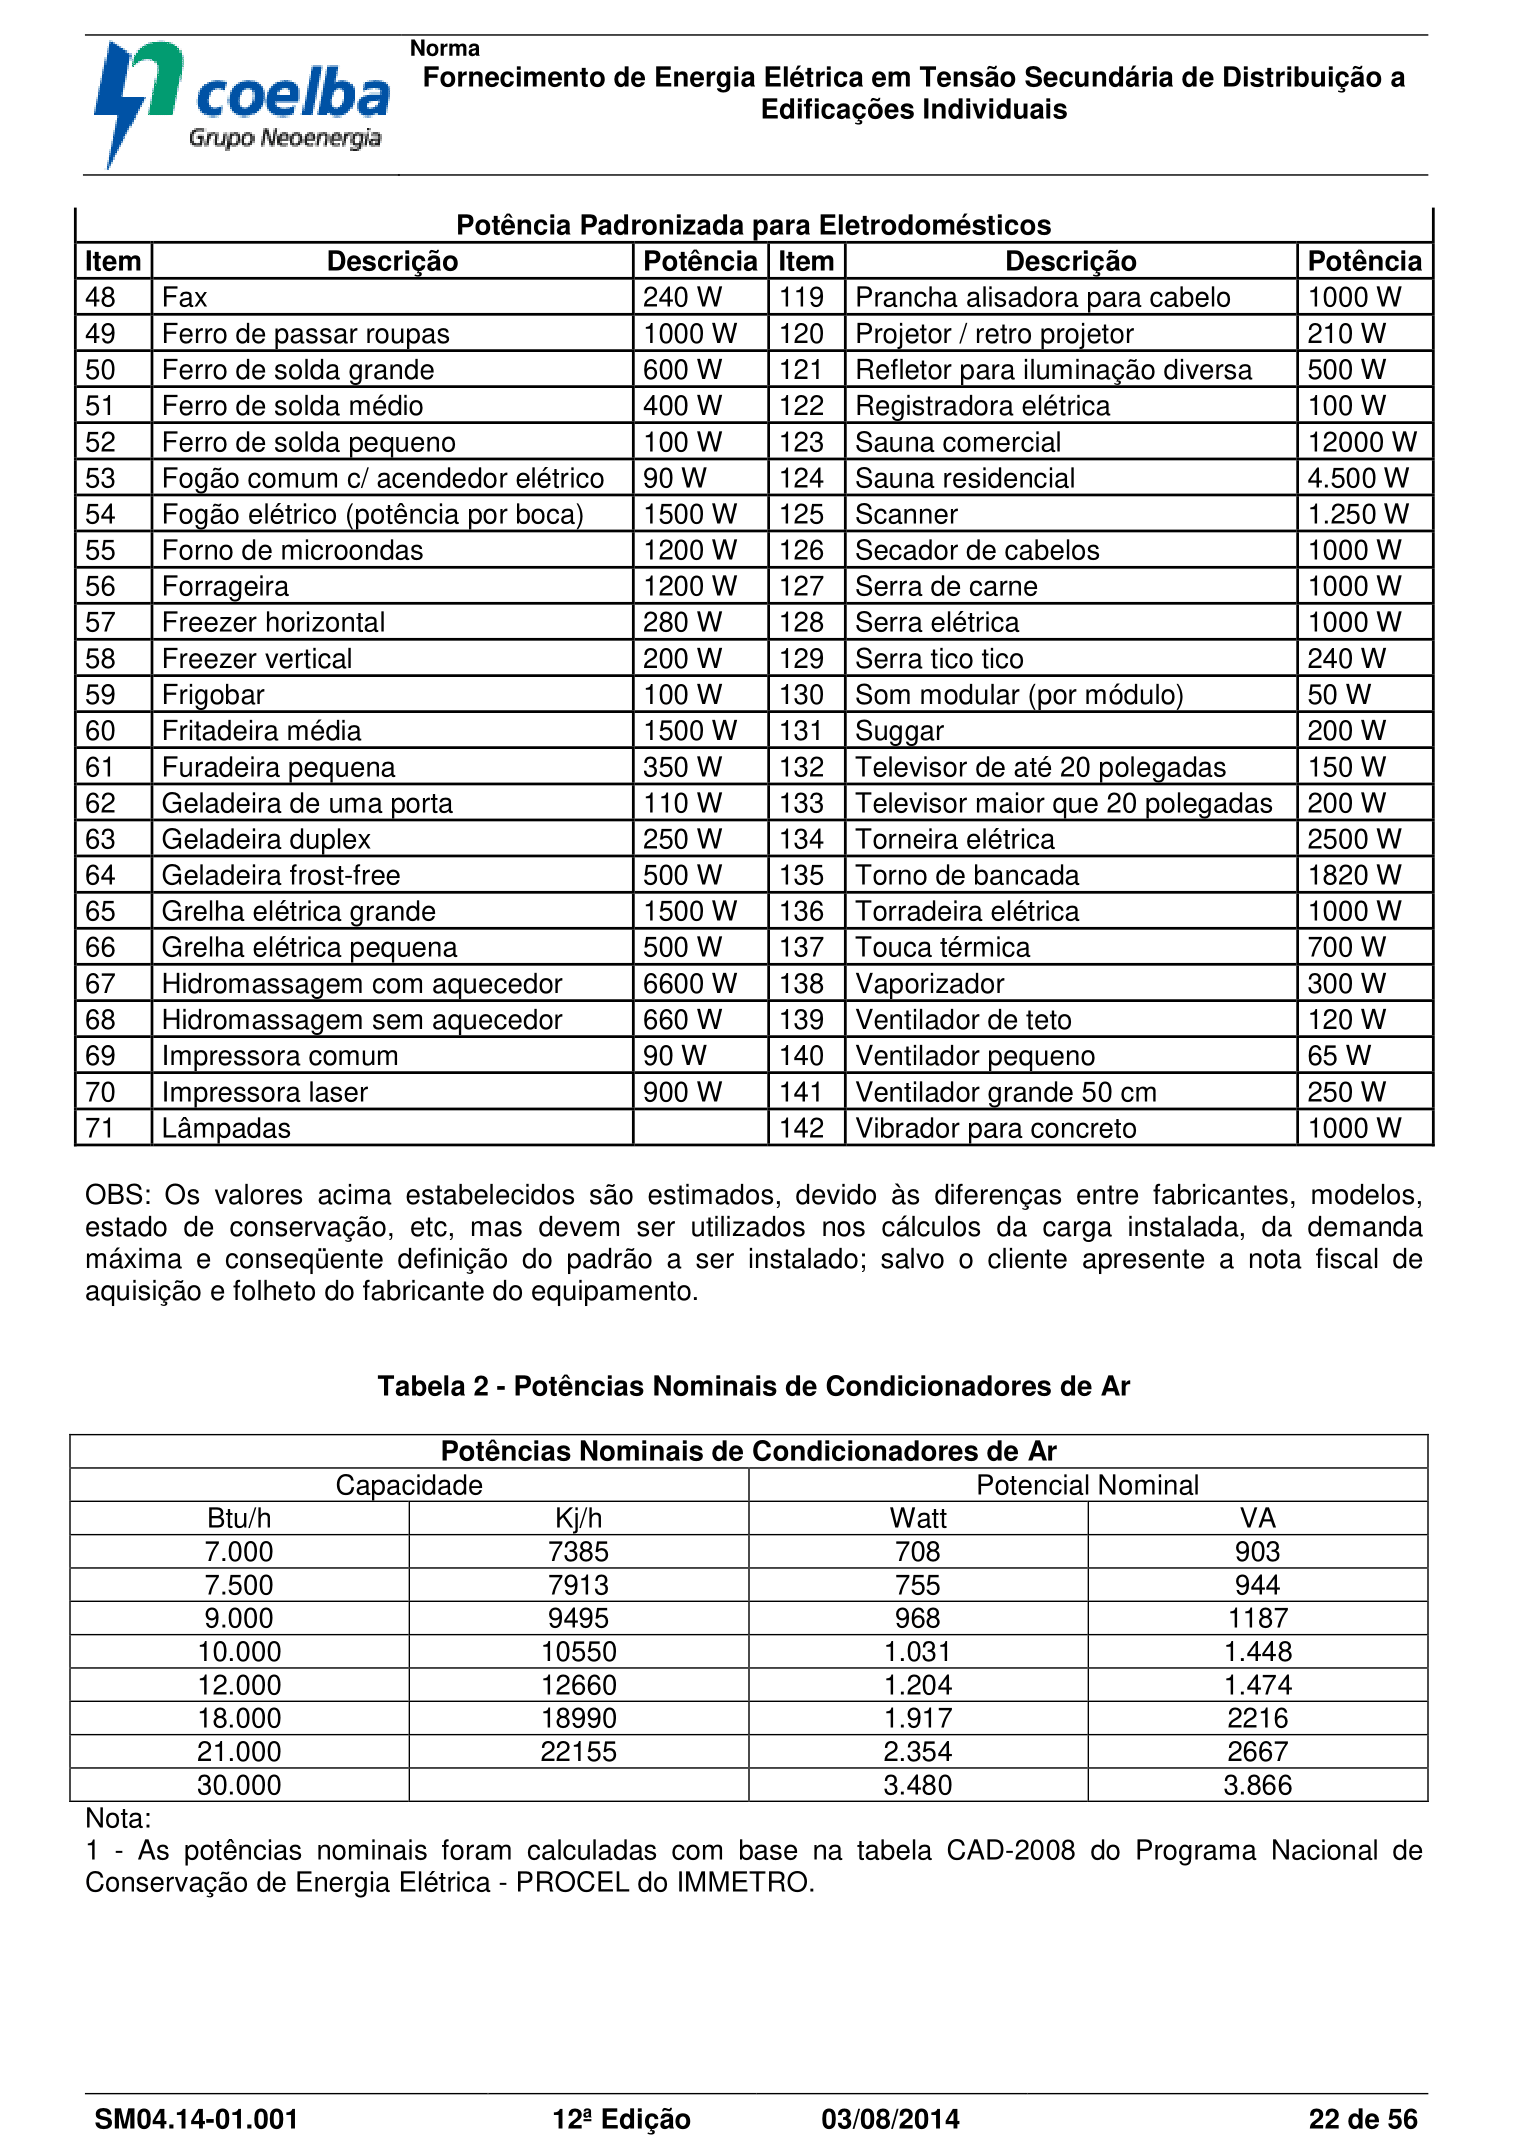 Norma
coelba
Grupo Neoenergia
Fornecimento de Energia Elétrica em Tensão Secundária de Distribuição a
Edificações Individuais
Potência Padronizada para Eletrodomésticos
Item Descrição Potência Item Descrição Potência
48 Fax 240 W 119 Prancha alisadora para cabelo 1000 W
49 Ferro de passar roupas 1000 W 120 Projetor / retro projetor 210 W
50 Ferro de solda grande 600 W 121 Refletor para iluminação diversa 500 W
51 Ferro de solda médio 400 W 122 Registradora elétrica 100 W
52 Ferro de solda pequeno 100 W 123 Sauna comercial 12000 W
53 Fogão comum c/ acendedor elétrico 90 W 124 Sauna residencial 4.500 W
54 Fogão elétrico (potência por boca) 1500 W 125 Scanner 1.250 W
55 Forno de microondas 1200 W 126 Secador de cabelos 1000 W
56 Forrageira 1200 W 127 Serra de carne 1000 W
57 Freezer horizontal 280 W 128 Serra elétrica 1000 W
58 Freezer vertical 200 W 129 Serra tico tico 240 W
59 Frigobar 100 W 130 Som modular (por módulo) 50 W
60 Fritadeira média 1500 W 131 Suggar 200 W
61 Furadeira pequena 350 W 132 Televisor de até 20 polegadas 150 W
62 Geladeira de uma porta 110 W 133 Televisor maior que 20 polegadas 200 W
63 Geladeira duplex 250 W 134 Torneira elétrica 2500 W
64 Geladeira frost-free 500 W 135 Torno de bancada 1820 W
65 Grelha elétrica grande 1500 W 136 Torradeira elétrica 1000 W
66 Grelha elétrica pequena 500 W 137 Touca térmica 700 W
67 Hidromassagem com aquecedor 6600 W 138 Vaporizador 300 W
68 Hidromassagem sem aquecedor 660 W 139 Ventilador de teto 120 W
69 Impressora comum 90 W 140 Ventilador pequeno 65 W
70 Impressora laser 900 W 141 Ventilador grande 50 cm 250 W
71 Lâmpadas 142 Vibrador para concreto 1000 W
OBS: Os valores acima estabelecidos são estimados, devido às diferenças entre fabricantes, modelos,
estado de conservação, etc, mas devem ser utilizados nos cálculos da carga instalada, da demanda
máxima e conseqüente definição do padrão a ser instalado; salvo o cliente apresente a nota fiscal de
aquisição e folheto do fabricante do equipamento.
Tabela 2 - Potências Nominais de Condicionadores de Ar
Potências Nominais de Condicionadores de Ar
Capacidade Potencial Nominal
Btu/h Kj/h Watt VA
7.000 7385 708 903
7.500 7913 755 944
9.000 9495 968 1187
10.000 10550 1.031 1.448
12.000 12660 1.204 1.474
18.000 18990 1.917 2216
21.000 22155 2.354 2667
30.000 3.480 3.866
Nota:
1 - As potências nominais foram calculadas com base na tabela CAD-2008 do Programa Nacional de
Conservação de Energia Elétrica - PROCEL do IMMETRO.
SM04.14-01.001 12ª Edição 03/08/2014 22 de 56